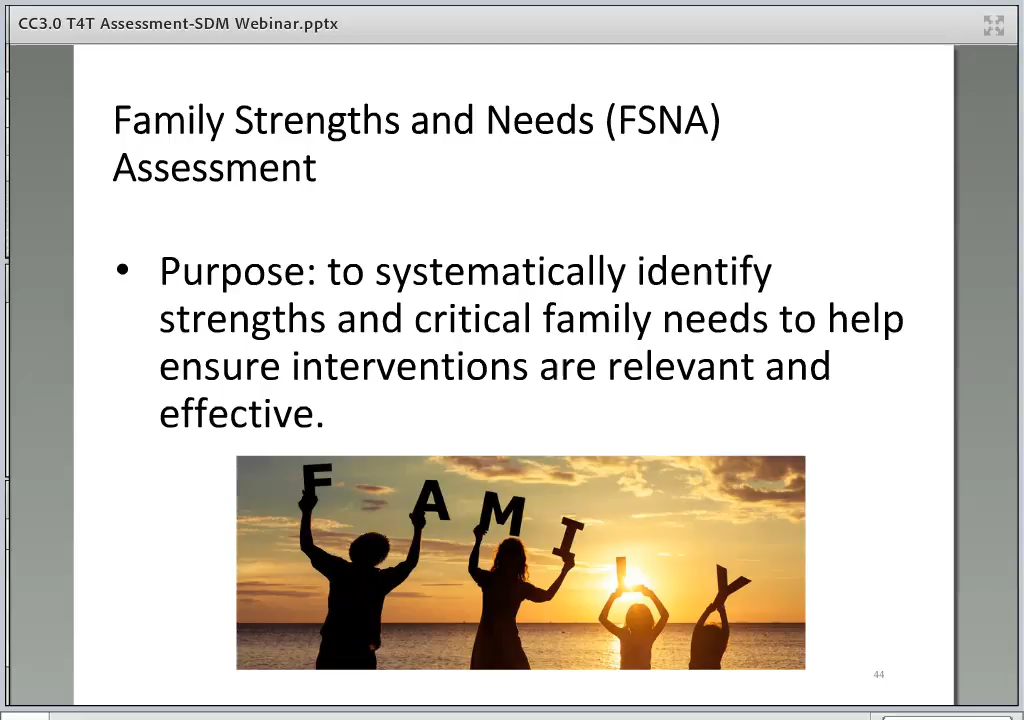 CC3.0 T4T Assessment-SDM Webinar.pptx
Family Strengths and Needs (FSNA)
Assessment
• Purpose: to systematically identify
strengths and critical family needs to help
ensure interventions are relevant and
effective.
F A M I L Y
44